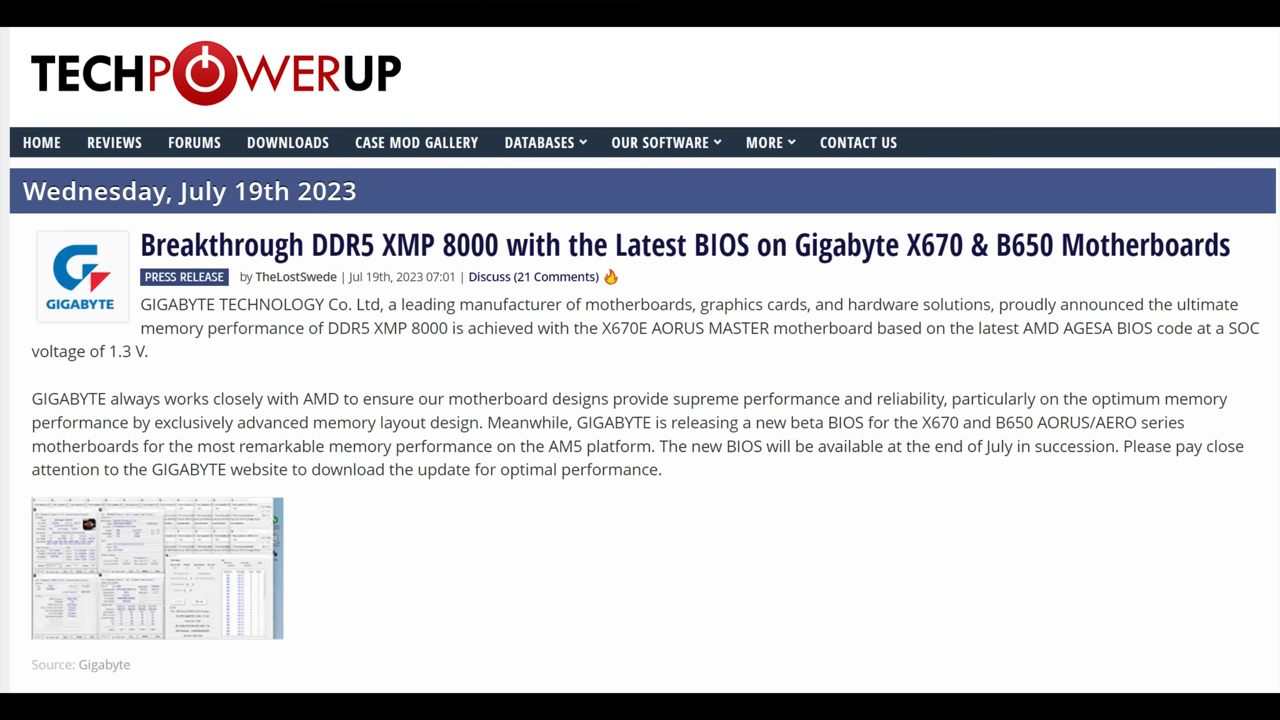 TECHPOWERUP
HOME REVIEWS FORUMS DOWNLOADS CASE MOD GALLERY DATABASES OUR SOFTWARE MORE CONTACT US
Wednesday, July 19th 2023
GIGABYTE
Breakthrough DDR5 XMP 8000 with the Latest BIOS on Gigabyte X670 & B650 Motherboards
PRESS RELEASE by TheLostSwede | Jul 19th, 2023 07:01 | Discuss (21 Comments)
GIGABYTE TECHNOLOGY Co. Ltd, a leading manufacturer of motherboards, graphics cards, and hardware solutions, proudly announced the ultimate
memory performance of DDR5 XMP 8000 is achieved with the X670E AORUS MASTER motherboard based on the latest AMD AGESA BIOS code at a SOC
voltage of 1.3 V.
GIGABYTE always works closely with AMD to ensure our motherboard designs provide supreme performance and reliability, particularly on the optimum memory
performance by exclusively advanced memory layout design. Meanwhile, GIGABYTE is releasing a new beta BIOS for the X670 and B650 AORUS/AERO series
motherboards for the most remarkable memory performance on the AM5 platform. The new BIOS will be available at the end of July in succession. Please pay close
attention to the GIGABYTE website to download the update for optimal performance.
Source: Gigabyte